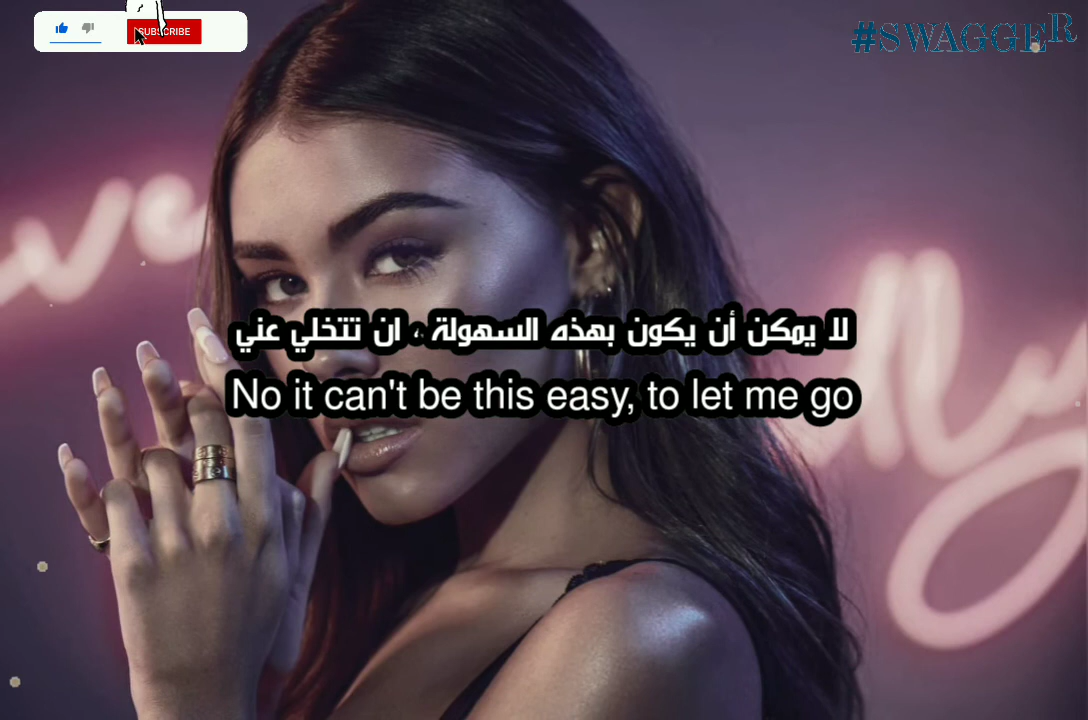 SUBSCRIBE
#SWAGGER
لا يمكن أن يكون بهذه السهولة ، ان تتخلي عني
No it can't be this easy, to let me go